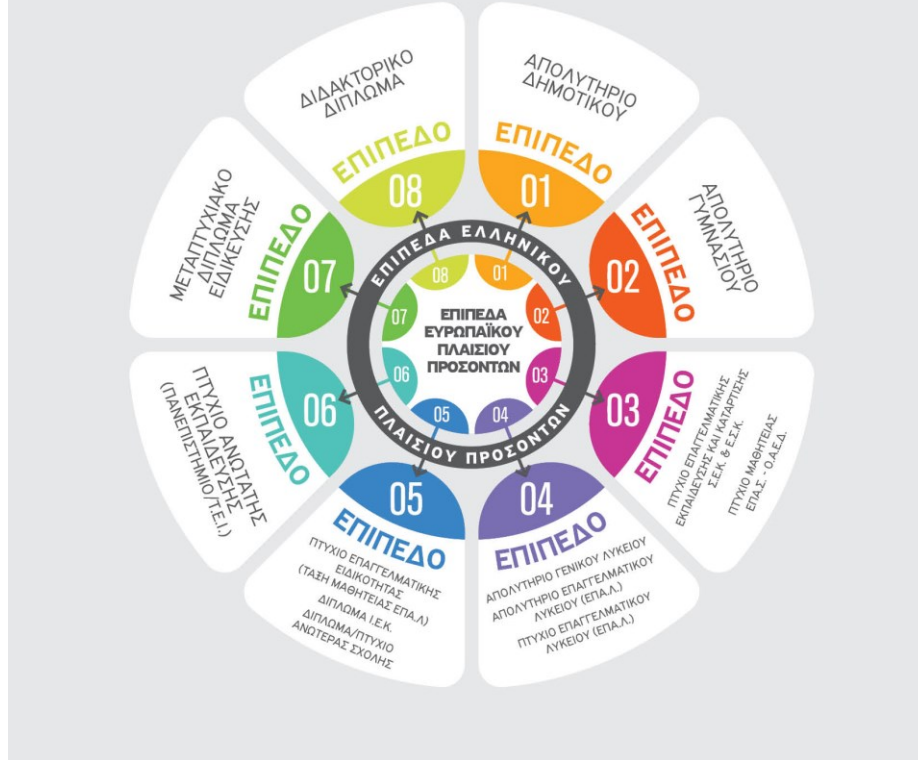 ΑΠΟΛΥΤΗΡΙΟ
ΔΗΜΟΤΙΚΟΥ
ΕΠΙΠΕΔΟ
01
ΑΠΟΛΥΤΗΡΙΟ
ΓΥΜΝΑΣΙΟΥ
ΕΠΙΠΕΔΟ
02
ΕΠΙΠΕΔΟ
03
ΠΤΥΧΙΟ ΕΠΑΓΓΕΛΜΑΤΙΚΗΣ
ΕΚΠΑΙΔΕΥΣΗΣ ΚΑΙ ΚΑΤΑΡΤΙΣΗΣ
Σ.Ε.Κ. & Ε.Σ.Κ.
ΠΤΥΧΙΟ ΜΑΘΗΤΕΙΑΣ
ΕΠΑ.Σ. - Ο.Α.Ε.Δ.
04
ΕΠΙΠΕΔΟ
ΑΠΟΛΥΤΗΡΙΟ ΓΕΝΙΚΟΥ ΛΥΚΕΙΟΥ
ΑΠΟΛΥΤΗΡΙΟ ΕΠΑΓΓΕΛΜΑΤΙΚΟΥ
ΛΥΚΕΙΟΥ (ΕΠΑ.Λ.)
ΠΤΥΧΙΟ ΕΠΑΓΓΕΛΜΑΤΙΚΟΥ
ΛΥΚΕΙΟΥ (ΕΠΑ.Λ.)
05
ΕΠΙΠΕΔΟ
ΠΤΥΧΙΟ ΕΠΑΓΓΕΛΜΑΤΙΚΗΣ
ΕΙΔΙΚΟΤΗΤΑΣ
(ΤΑΞΗ ΜΑΘΗΤΕΙΑΣ ΕΠΑ.Λ)
ΔΙΠΛΩΜΑ Ι.Ε.Κ.
ΔΙΠΛΩΜΑ/ΠΤΥΧΙΟ
ΑΝΩΤΕΡΑΣ ΣΧΟΛΗΣ
06
ΕΠΙΠΕΔΟ
ΠΤΥΧΙΟ ΑΝΩΤΑΤΗΣ
ΕΚΠΑΙΔΕΥΣΗΣ
(ΠΑΝΕΠΙΣΤΗΜΙΟ/Τ.Ε.Ι.)
ΜΕΤΑΠΤΥΧΙΑΚΟ
ΔΙΠΛΩΜΑ
ΕΙΔΙΚΕΥΣΗΣ
ΕΠΙΠΕΔΟ
07
ΔΙΔΑΚΤΟΡΙΚΟ
ΔΙΠΛΩΜΑ
ΕΠΙΠΕΔΟ
08
ΕΠΙΠΕΔΑ ΕΛΛΗΝΙΚΟΥ
ΠΛΑΙΣΙΟΥ ΠΡΟΣΟΝΤΩΝ
01
02
03
04
05
06
07
08
ΕΠΙΠΕΔΑ
ΕΥΡΩΠΑΪΚΟΥ
ΠΛΑΙΣΙΟΥ
ΠΡΟΣΟΝΤΩΝ